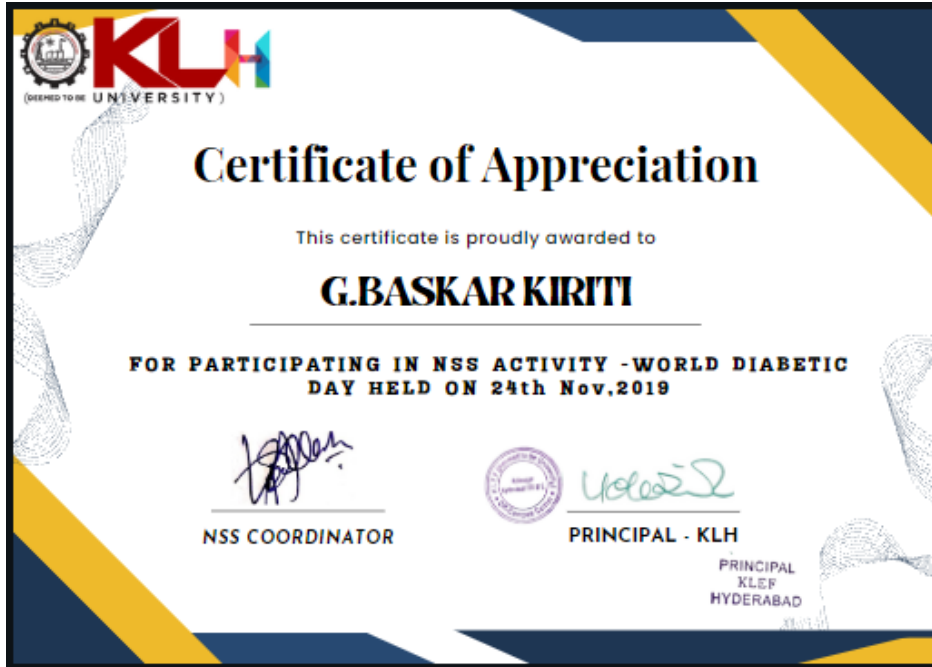 KLH
(DEEMED TO BE UNIVERSITY)
Certificate of Appreciation
This certificate is proudly awarded to
G.BASKAR KIRITI
FOR PARTICIPATING IN NSS ACTIVITY -WORLD DIABETIC
DAY HELD ON 24th Nov,2019
NSS COORDINATOR
PRINCIPAL - KLH
PRINCIPAL
KLEF
HYDERABAD